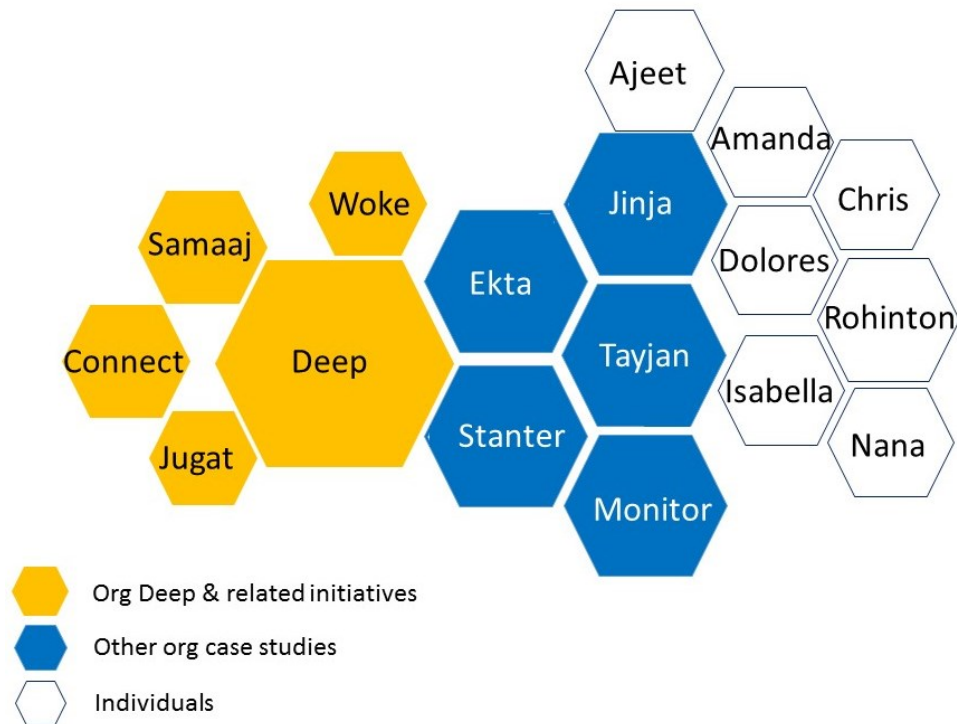 Ajeet
Amanda
Woke
Jinja
Chris
Samaaj
Ekta
Dolores
Rohinton
Connect
Deep
Tayjan
Isabella
Jugat
Stanter
Nana
Monitor
Org Deep & related initiatives
Other org case studies
Individuals